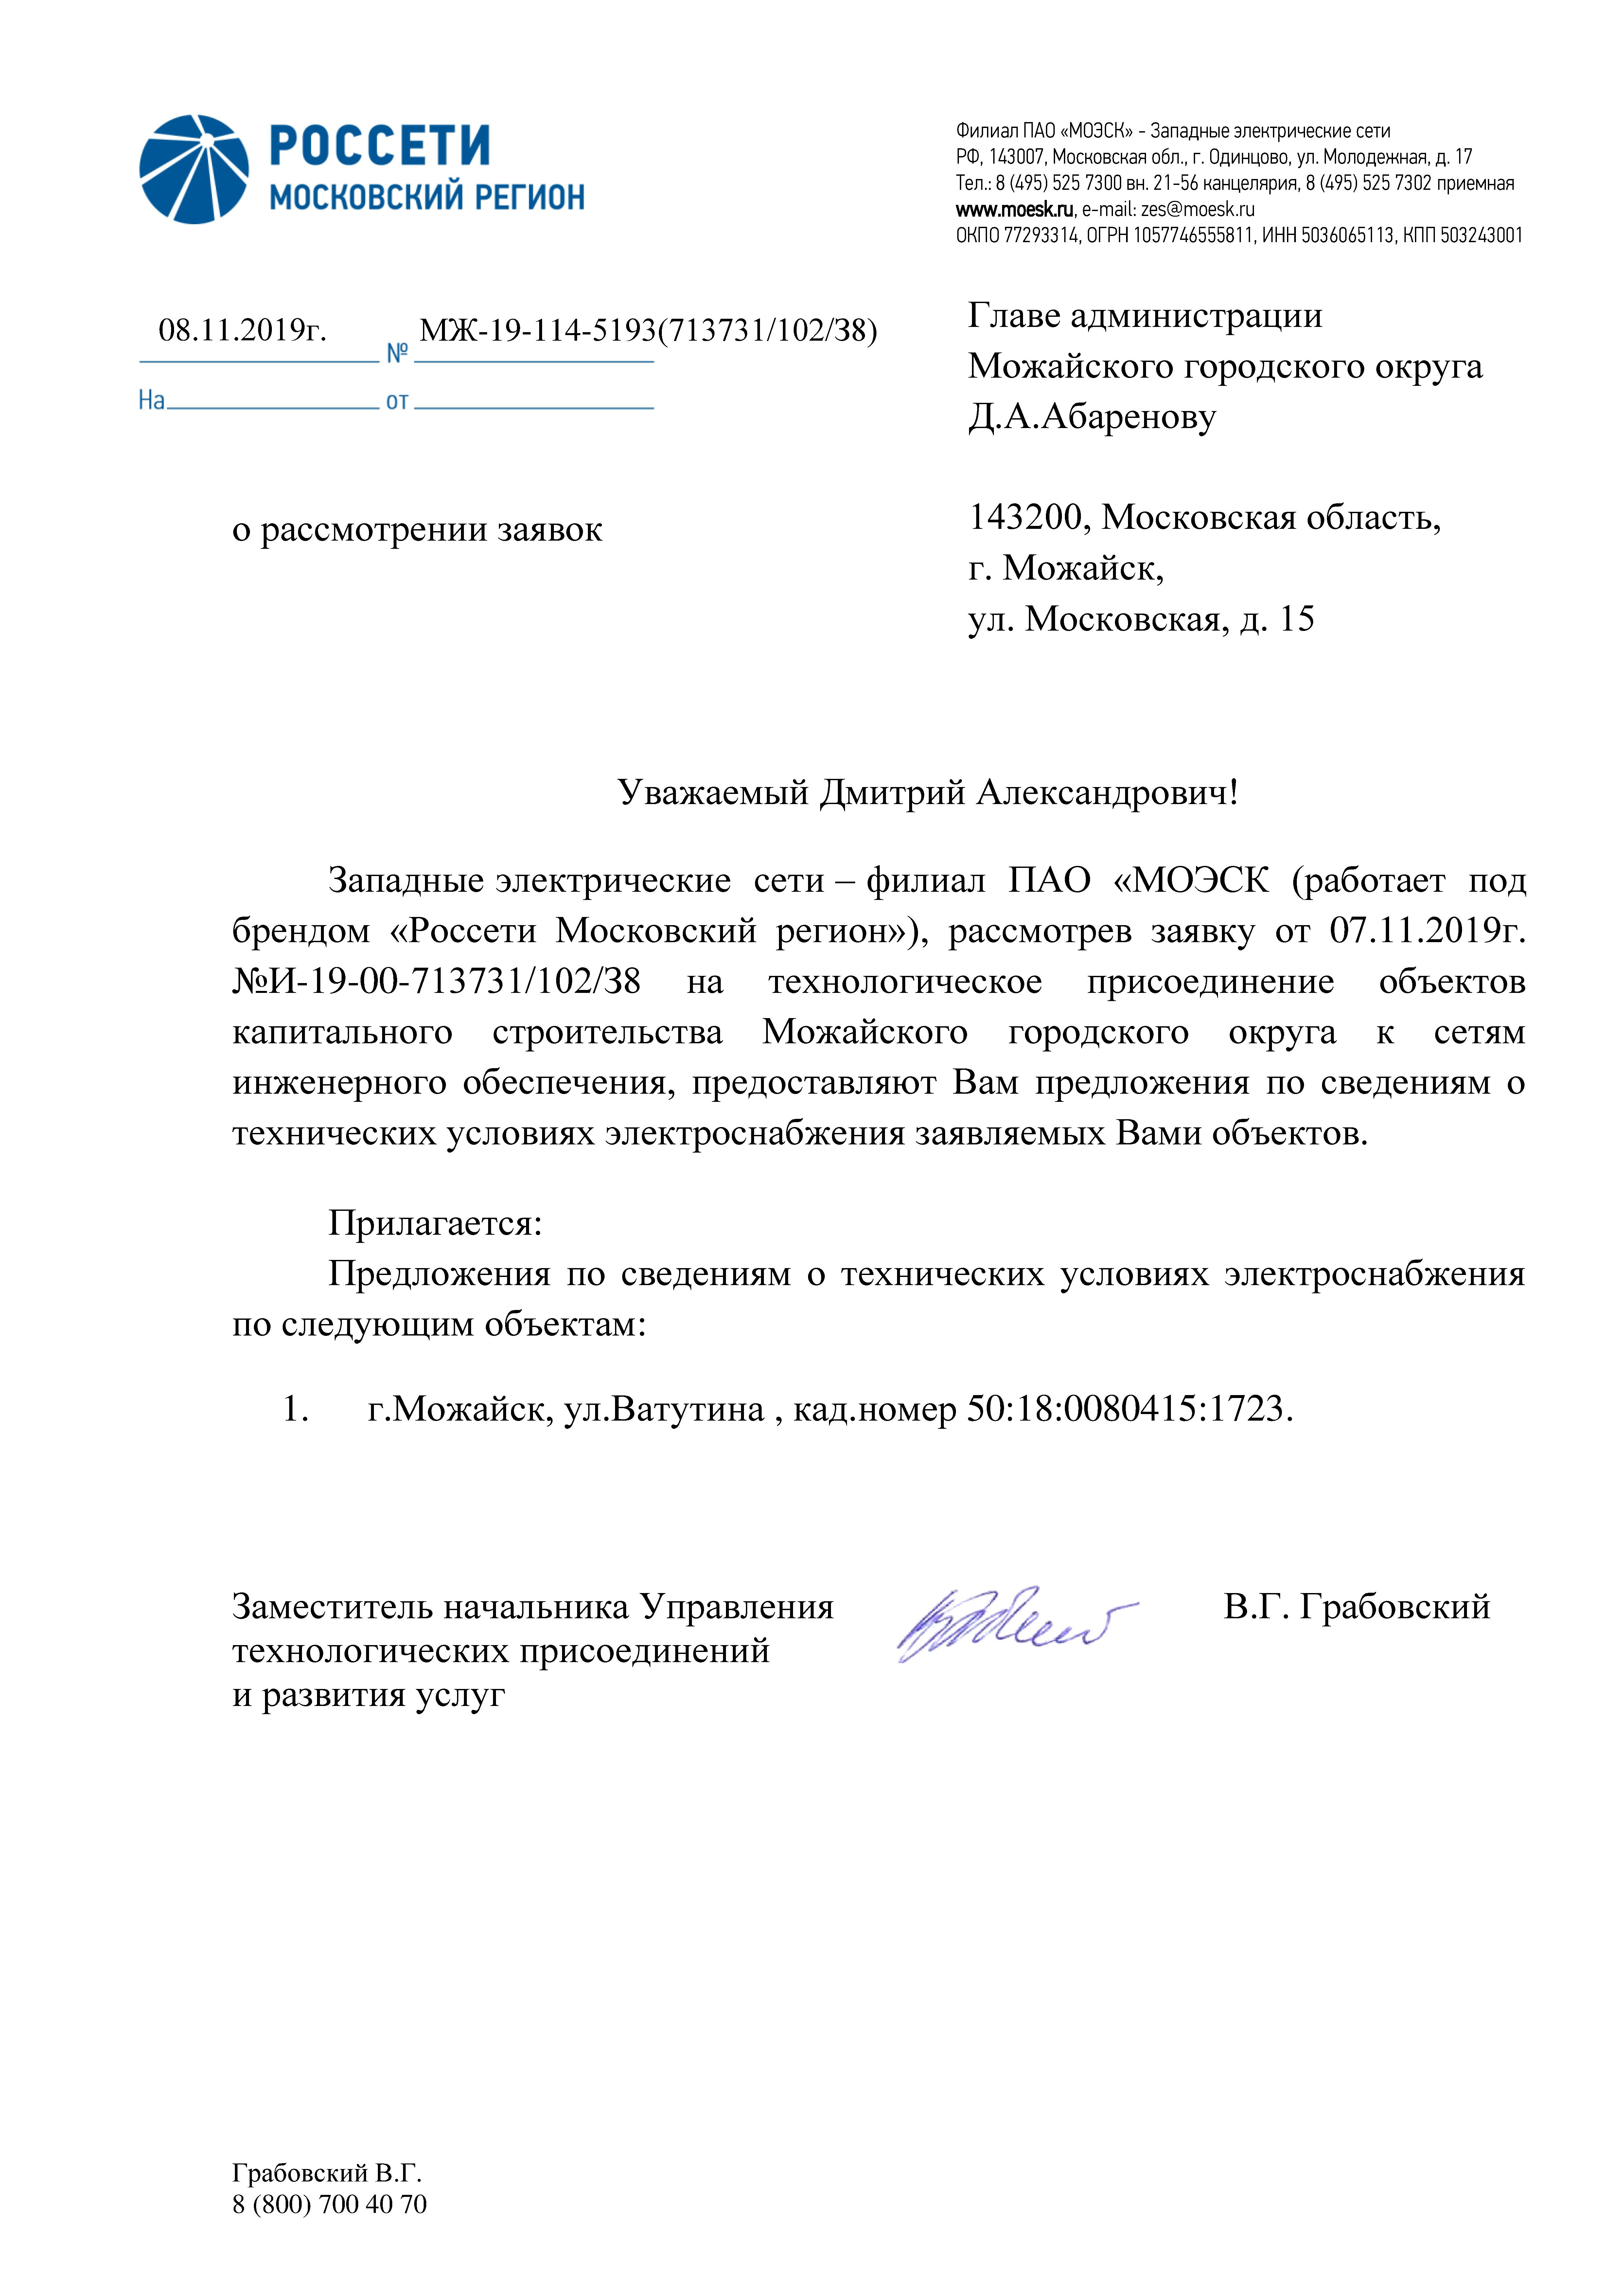 РОССЕТИ
МОСКОВСКИЙ РЕГИОН
Филиал ПАО «МОЭСК» - Западные электрические сети
РФ, 143007, Московская обл., г. Одинцово, ул. Молодежная, д. 17
Тел.: 8 (495) 525 7300 вн. 21-56 канцелярия, 8 (495) 525 7302 приемная
www.moesk.ru, e-mail: zes@moesk.ru
ОКПО 77293314, ОГРН 1057746555811, ИНН 5036065113, КПП 503243001
08.11.2019г. № МЖ-19-114-5193(713731/102/З8)
На от
Главе администрации
Можайского городского округа
Д.А.Абаренову
о рассмотрении заявок
143200, Московская область,
г. Можайск,
ул. Московская, д. 15
Уважаемый Дмитрий Александрович!
Западные электрические сети – филиал ПАО «МОЭСК (работает под
брендом «Россети Московский регион»), рассмотрев заявку от 07.11.2019г.
№И-19-00-713731/102/З8 на технологическое присоединение объектов
капитального строительства Можайского городского округа к сетям
инженерного обеспечения, предоставляют Вам предложения по сведениям о
технических условиях электроснабжения заявляемых Вами объектов.
Прилагается:
Предложения по сведениям о технических условиях электроснабжения
по следующим объектам:
1. г.Можайск, ул.Ватутина , кад.номер 50:18:0080415:1723.
Заместитель начальника Управления
технологических присоединений
и развития услуг
В.Г. Грабовский
Грабовский В.Г.
8 (800) 700 40 70